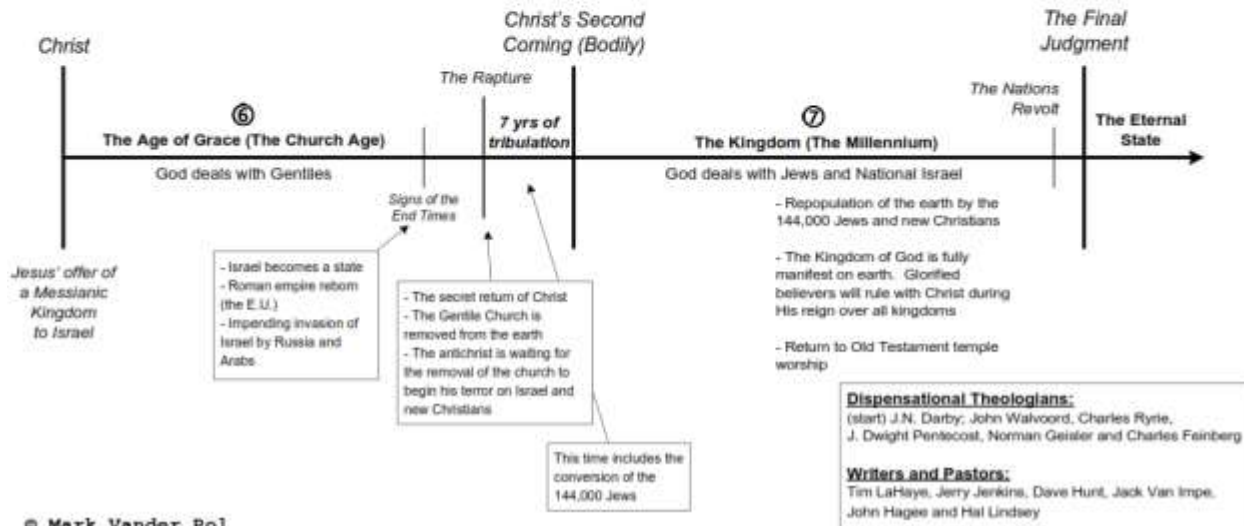 Christ
Christ's Second
Coming (Bodily)
The Final
Judgment
The Rapture
The Nations
Revolt
⑥
The Age of Grace (The Church Age)
God deals with Gentiles
7 yrs of
tribulation
⑦
The Kingdom (The Millennium)
God deals with Jews and National Israel
The Eternal
State
Signs of the
End Times
Jesus' offer of
a Messianic
Kingdom
to Israel
- Israel becomes a state
- Roman empire reborn
(the E.U.)
- Impending invasion of
Israel by Russia and
Arabs
- The secret return of Christ
- The Gentile Church is
removed from the earth
- The antichrist is waiting for
the removal of the church to
begin his terror on Israel and
new Christians
This time includes the
conversion of the
144,000 Jews
- Repopulation of the earth by the
144,000 Jews and new Christians
- The Kingdom of God is fully
manifest on earth. Glorified
believers will rule with Christ during
His reign over all kingdoms
- Return to Old Testament temple
worship
Dispensational Theologians:
(start) J.N. Darby; John Walvoord, Charles Ryrie,
J. Dwight Pentecost, Norman Geisler and Charles Feinberg
Writers and Pastors:
Tim LaHaye, Jerry Jenkins, Dave Hunt, Jack Van Impe,
John Hagee and Hal Lindsey
© Mark Vander Pol